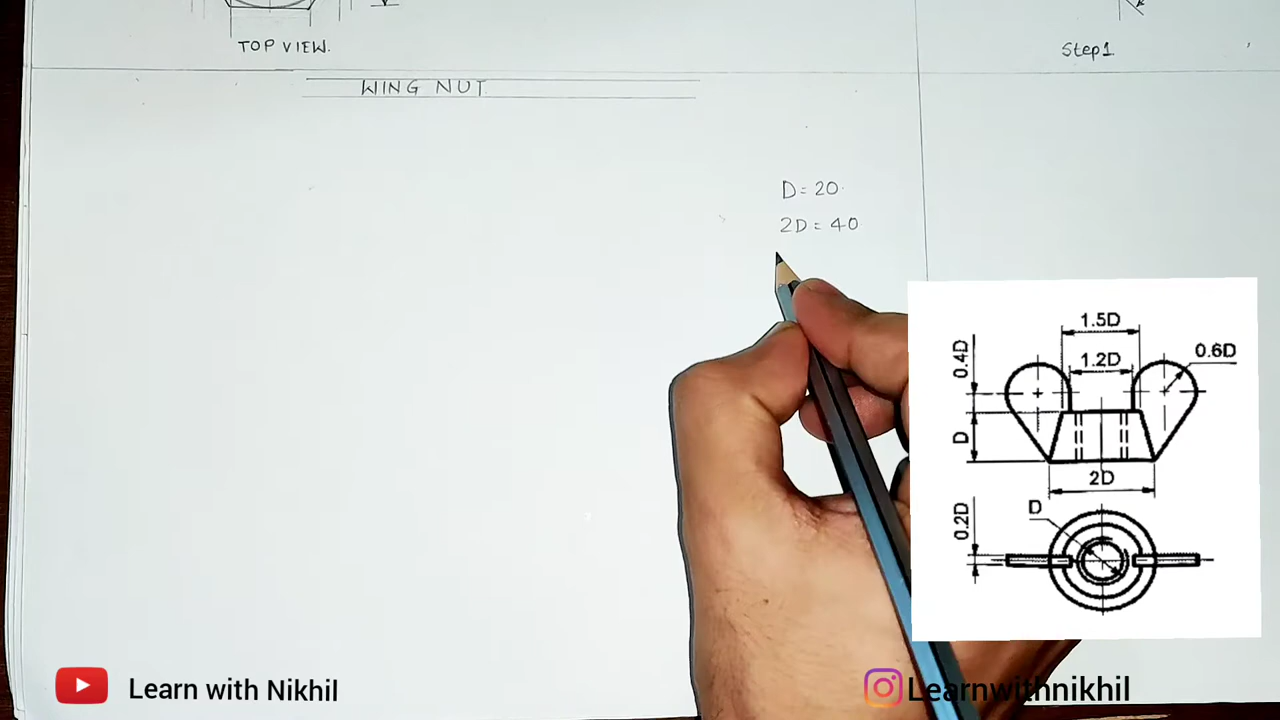 TOP VIEW.
Step1
WING NUT
D = 20
2D = 40
1.5D
1.2D
0.4D
0.6D
D
2D
D
0.2D
Learn with Nikhil
Learnwithnikhil